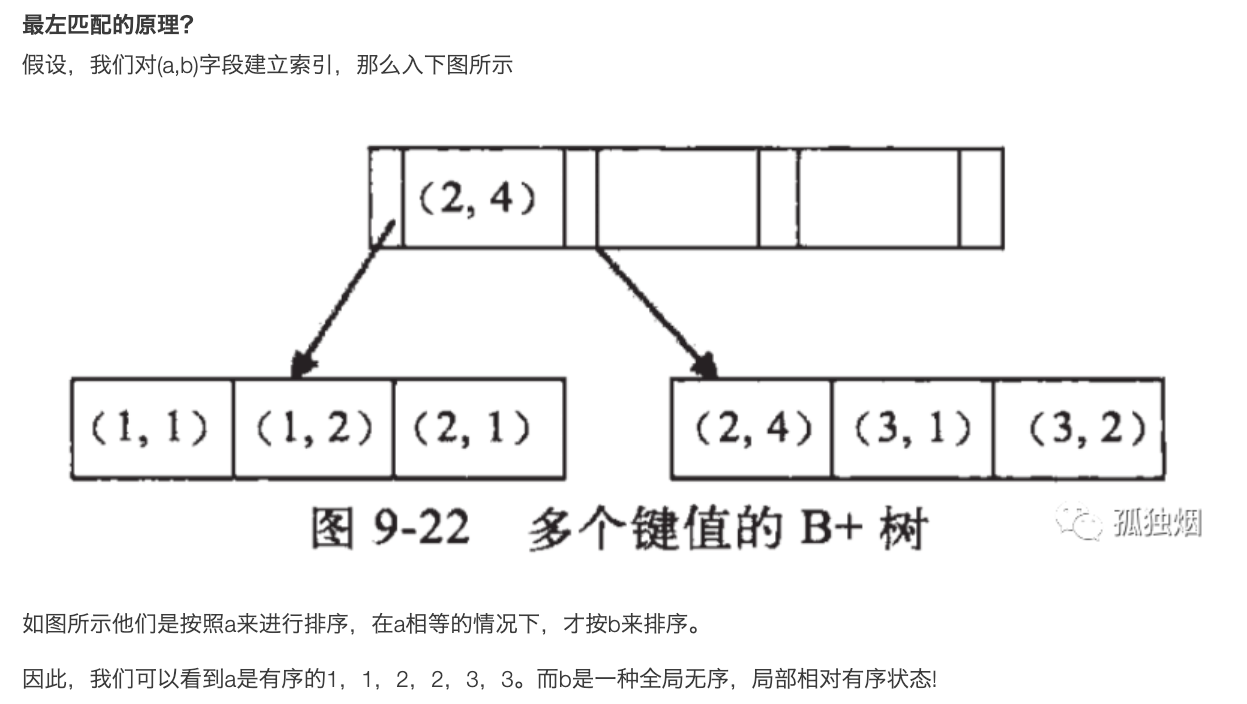 最左匹配的原理？
假设，我们对(a,b)字段建立索引，那么入下图所示
（2, 4）
（1, 1） （1, 2） （2, 1） （2, 4） （3, 1） （3, 2）
图 9-22 多个键值的 B+ 树
孤独烟
如图所示他们是按照a来进行排序，在a相等的情况下，才按b来排序。
因此，我们可以看到a是有序的1，1，2，2，3，3。而b是一种全局无序，局部相对有序状态!